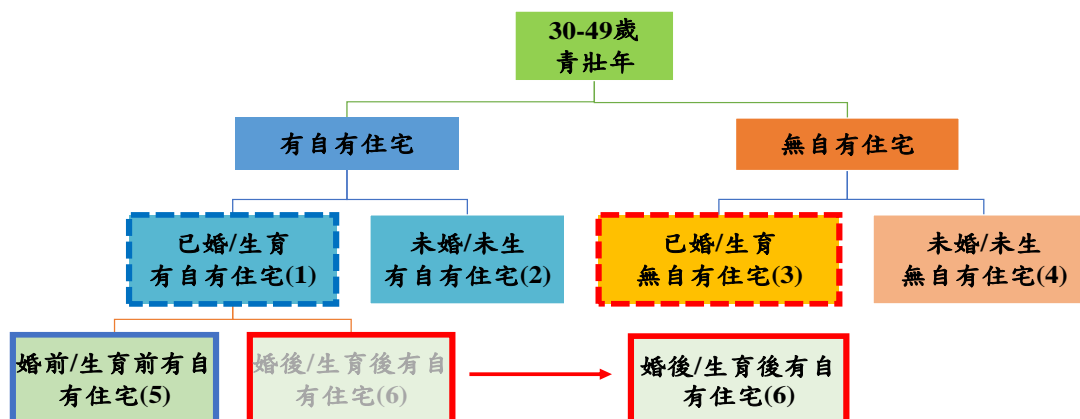 30-49歲
青壯年
有自有住宅
無自有住宅
已婚/生育
有自有住宅(1)
未婚/未生
有自有住宅(2)
已婚/生育
無自有住宅(3)
未婚/未生
無自有住宅(4)
婚前/生育前有自
有住宅(5)
婚後/生育後有自
有住宅(6)
婚後/生育後有自
有住宅(6)